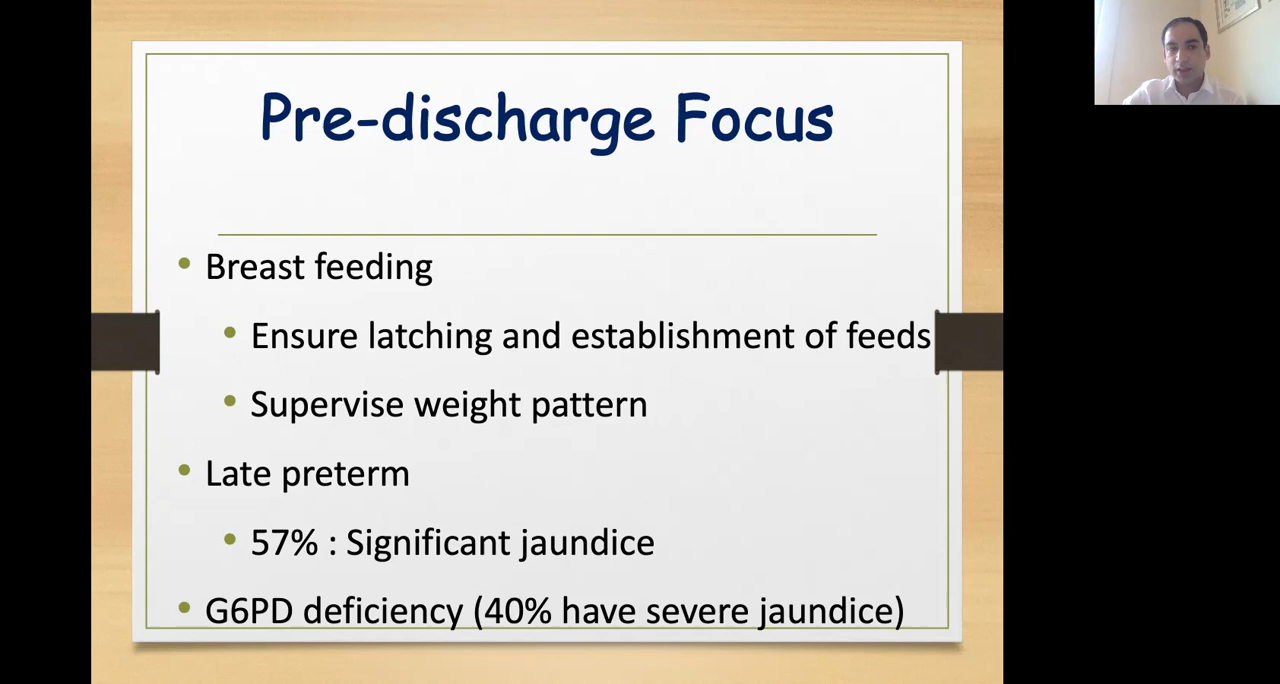 Pre-discharge Focus
• Breast feeding
• Ensure latching and establishment of feeds
• Supervise weight pattern
• Late preterm
• 57% : Significant jaundice
• G6PD deficiency (40% have severe jaundice)